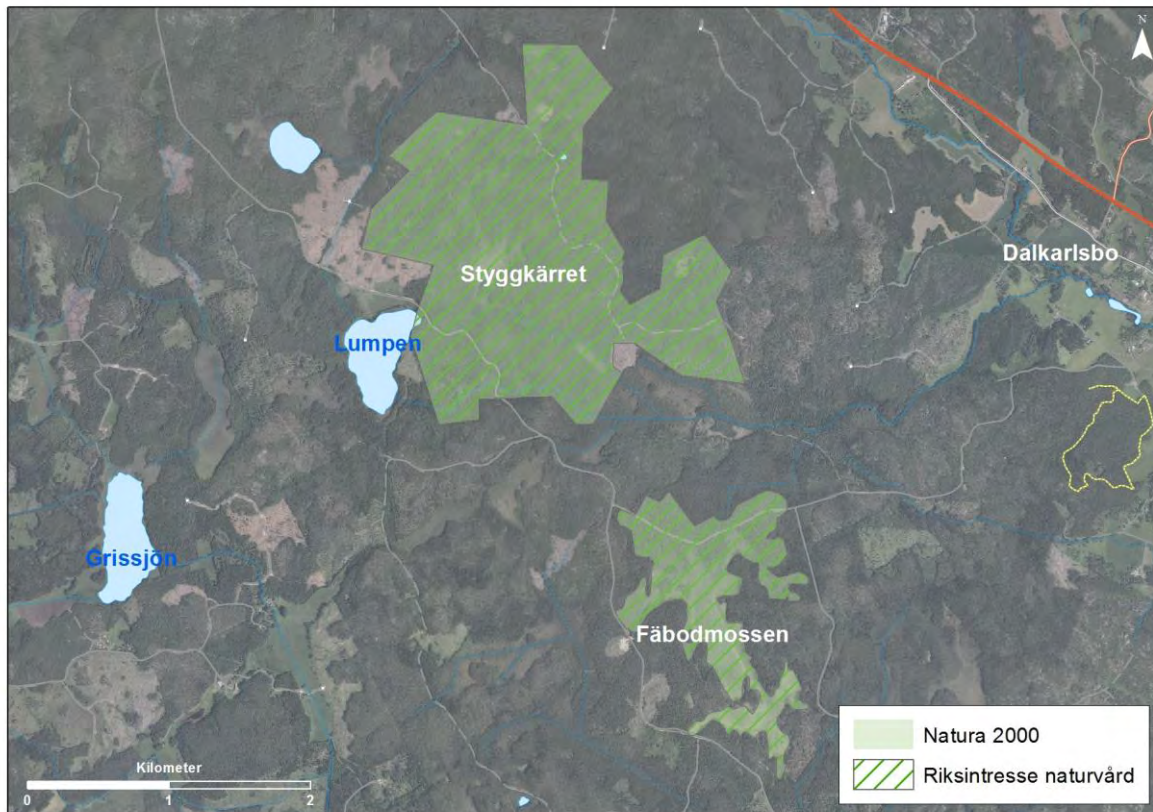 N
Dalkarlsbo
Styggkärret
Lumpen
Grissjön
Fäbodmossen
Natura 2000
Riksintresse naturvård
Kilometer
0 1 2